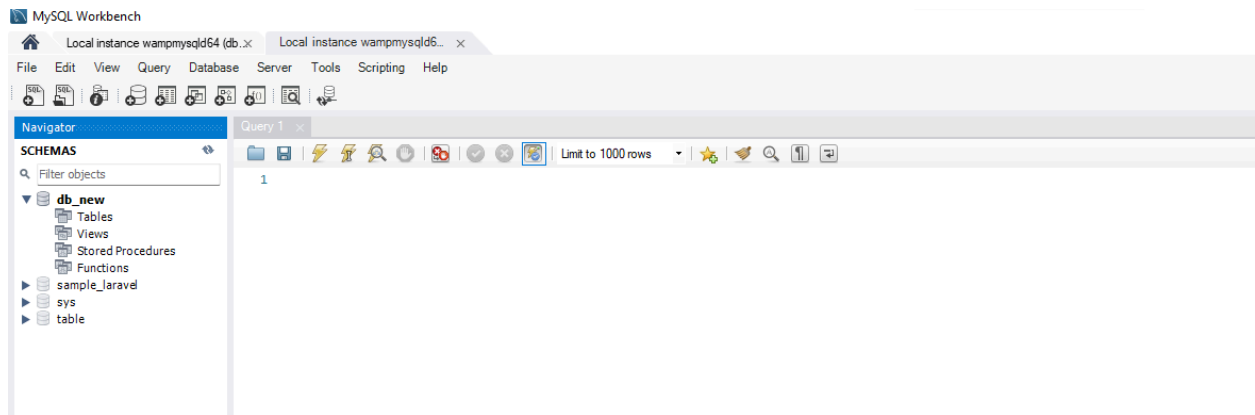 MySQL Workbench
Local instance wampmysqld64 (db.. Local instance wampmysqld6...
File Edit View Query Database Server Tools Scripting Help
Navigator
Query 1
SCHEMAS
Limit to 1000 rows
Filter objects
1
db_new
Tables
Views
Stored Procedures
Functions
sample_laravel
sys
table